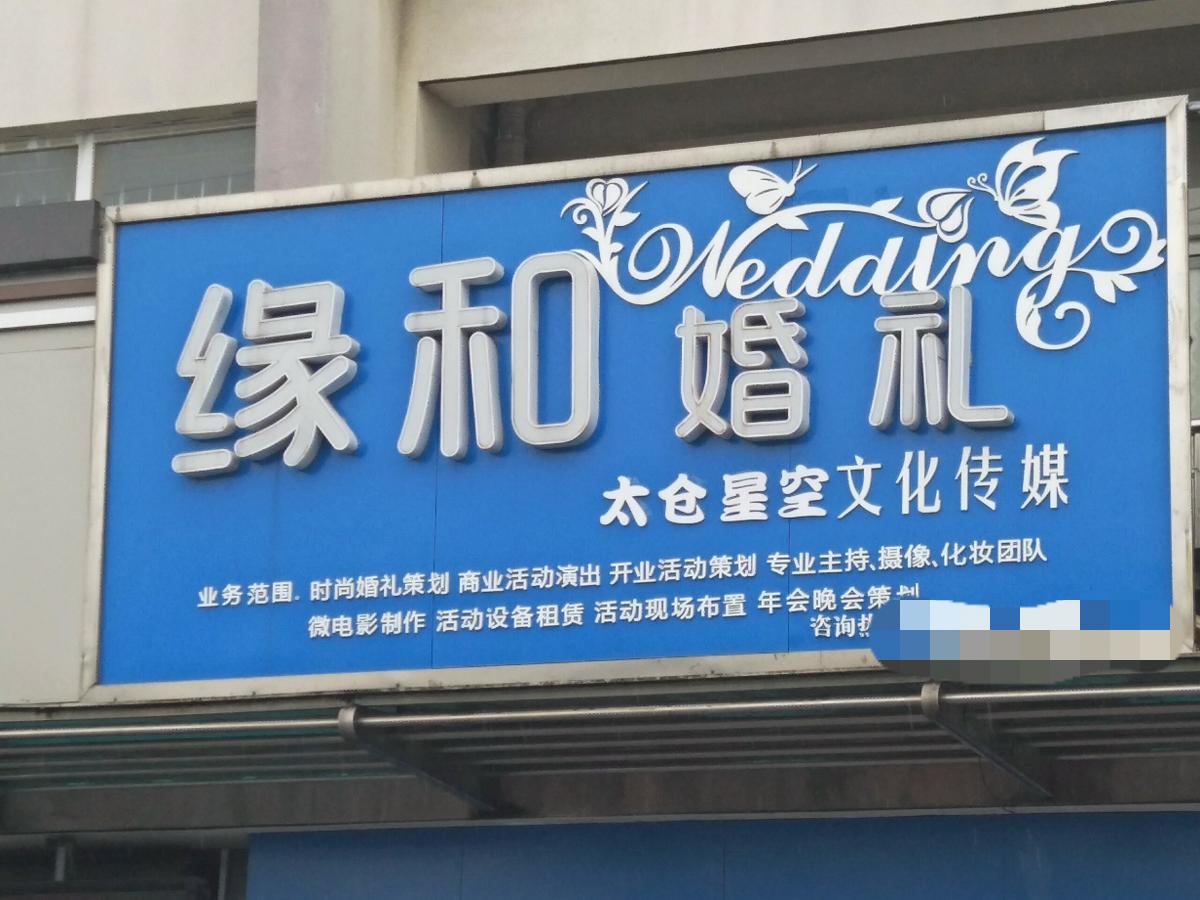 Wedding
缘和婚礼
太仓星空文化传媒
业务范围. 时尚婚礼策划 商业活动演出 开业活动策划 专业主持、摄像、化妆团队
微电影制作 活动设备租赁 活动现场布置 年会晚会策划
咨询热